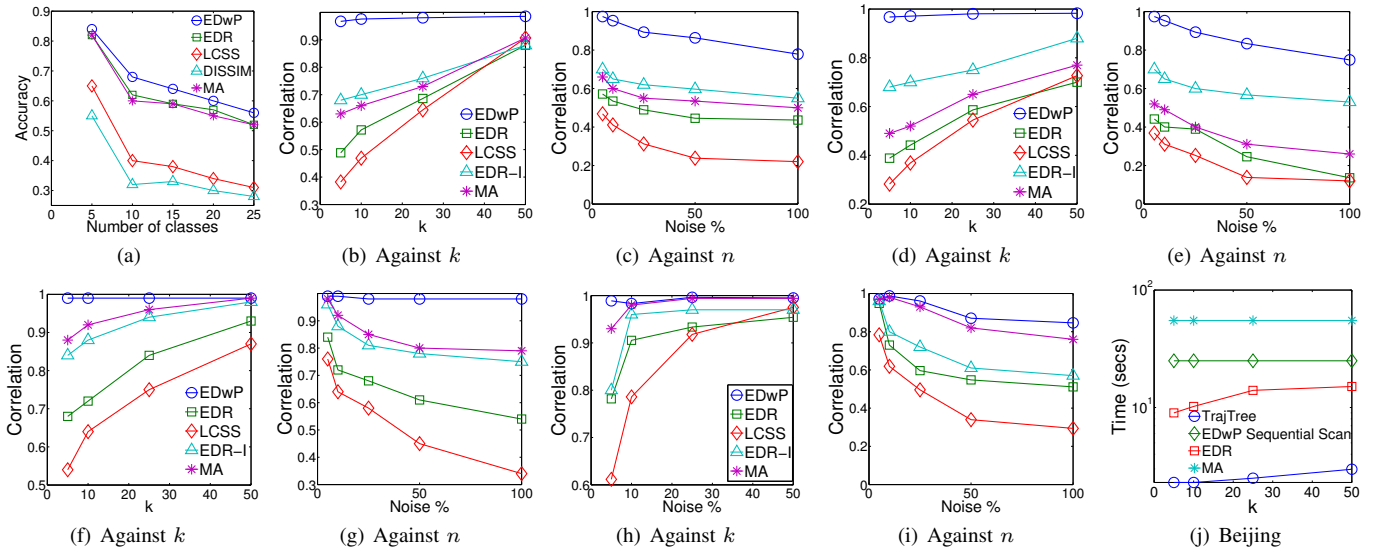 0.9
0.8
0.7
0.6
0.5
0.4
0.3
Accuracy
EDwP
EDR
LCSS
DISSIM
MA
0 5 10 15 20 25
Number of classes
(a)
1
0.9
0.8
0.7
0.6
0.5
0.4
0.3
Correlation
EDwP
EDR
LCSS
EDR-I
MA
0 10 20 30 40 50
k
(b) Against k
1
0.8
0.6
0.4
0.2
0
Correlation
0 50 100
Noise %
(c) Against n
1
0.8
0.6
0.4
0.2
Correlation
EDwP
EDR
LCSS
EDR-I
MA
0 10 20 30 40 50
k
(d) Against k
1
0.8
0.6
0.4
0.2
0
Correlation
0 50 100
Noise %
(e) Against n
1
0.9
0.8
0.7
0.6
0.5
Correlation
EDwP
EDR
LCSS
EDR-I
MA
0 10 20 30 40 50
k
(f) Against k
1
0.9
0.8
0.7
0.6
0.5
0.4
0.3
Correlation
0 50 100
Noise %
(g) Against n
1
0.9
0.8
0.7
0.6
Correlation
EDwP
EDR
LCSS
EDR-I
MA
0 10 20 30 40 50
k
(h) Against k
1
0.8
0.6
0.4
0.2
0
Correlation
0 50 100
Noise %
(i) Against n
10²
10¹
Time (secs)
TrajTree
EDwP Sequential Scan
EDR
MA
0 10 20 30 40 50
k
(j) Beijing